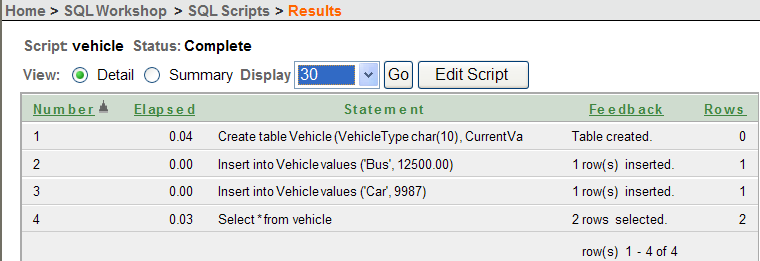 Home > SQL Workshop > SQL Scripts > Results
Script: vehicle Status: Complete
View: Detail Summary Display 30 Go Edit Script
Number Elapsed Statement Feedback Rows
1 0.04 Create table Vehicle (VehicleType char(10), CurrentVa Table created. 0
2 0.00 Insert into Vehicle values ('Bus', 12500.00) 1 row(s) inserted. 1
3 0.00 Insert into Vehicle values ('Car', 9987) 1 row(s) inserted. 1
4 0.03 Select * from vehicle 2 rows selected. 2
row(s) 1 - 4 of 4